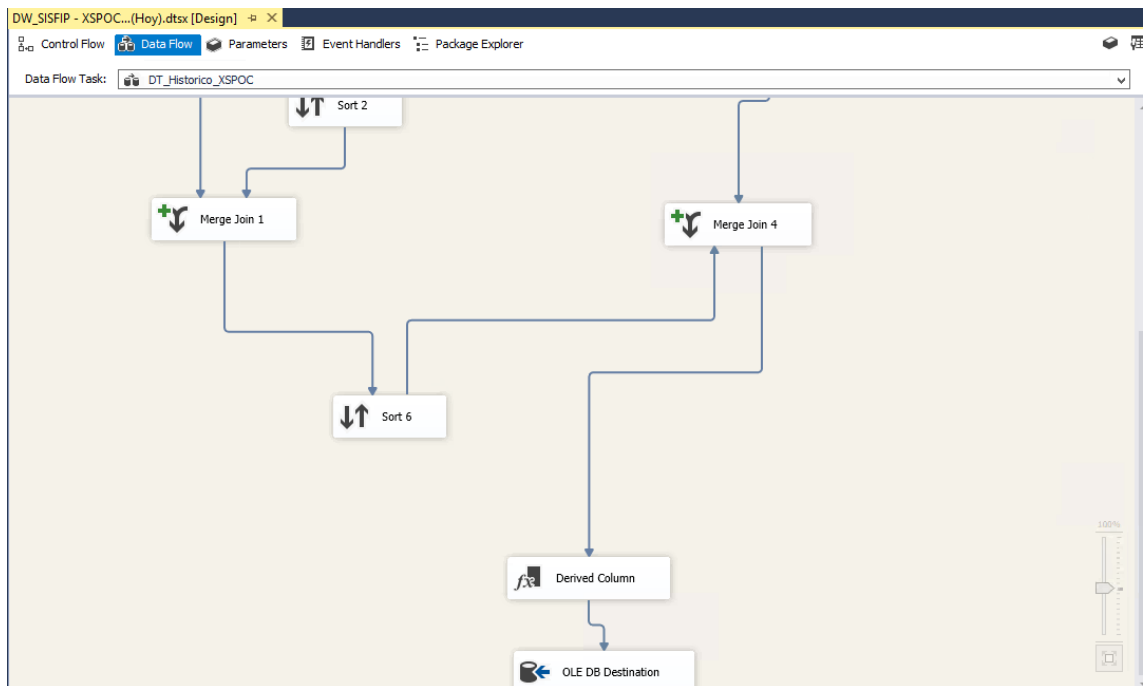 DW_SISFIP - XSPOC...(Hoy).dtsx [Design]
Control Flow Data Flow Parameters Event Handlers Package Explorer
Data Flow Task: DT_Historico_XSPOC
Sort 2
Merge Join 1
Merge Join 4
Sort 6
100%
fx Derived Column
OLE DB Destination